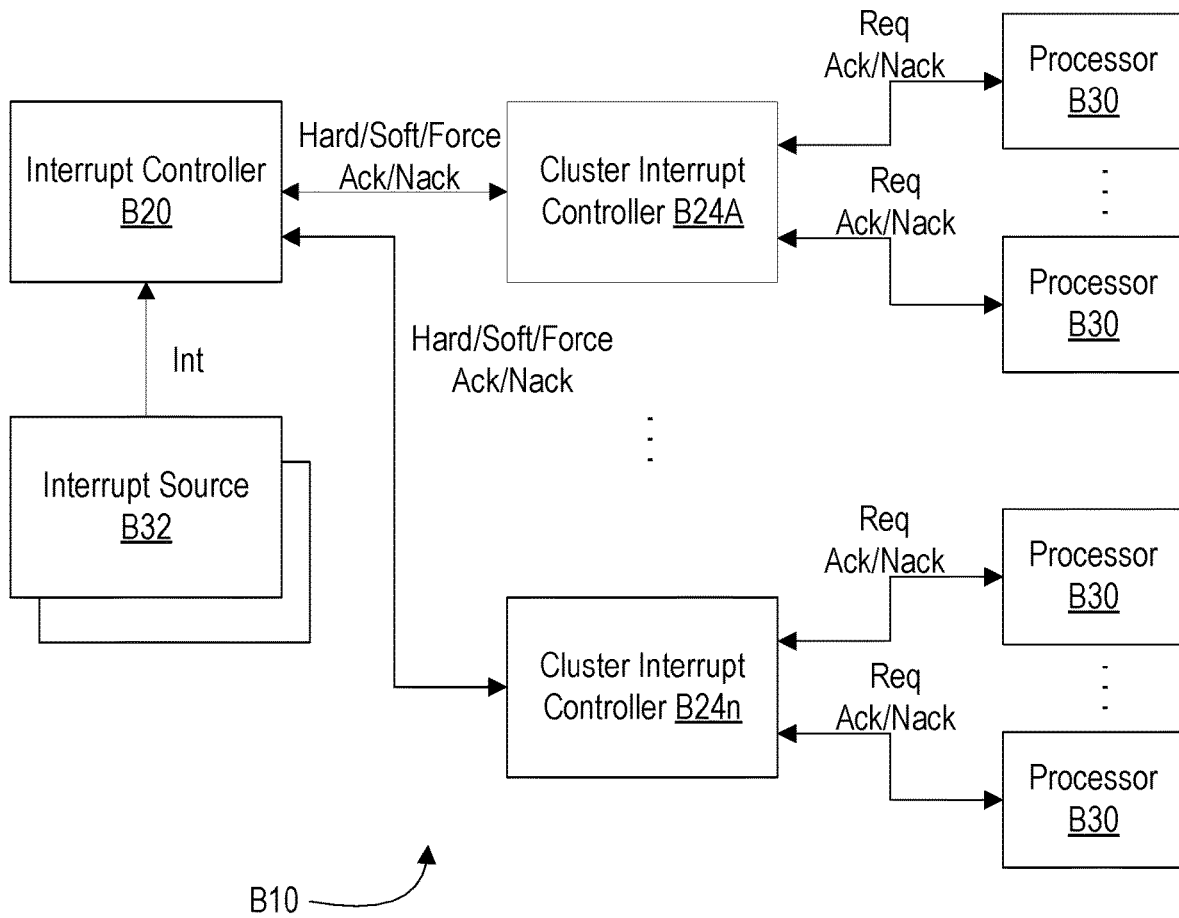 Req
Ack/Nack
Processor
B30
Interrupt Controller
B20
Hard/Soft/Force
Ack/Nack
Cluster Interrupt
Controller B24A
Req
Ack/Nack
Processor
B30
Int
Hard/Soft/Force
Ack/Nack
Interrupt Source
B32
Req
Ack/Nack
Processor
B30
Cluster Interrupt
Controller B24n
Req
Ack/Nack
Processor
B30
B10